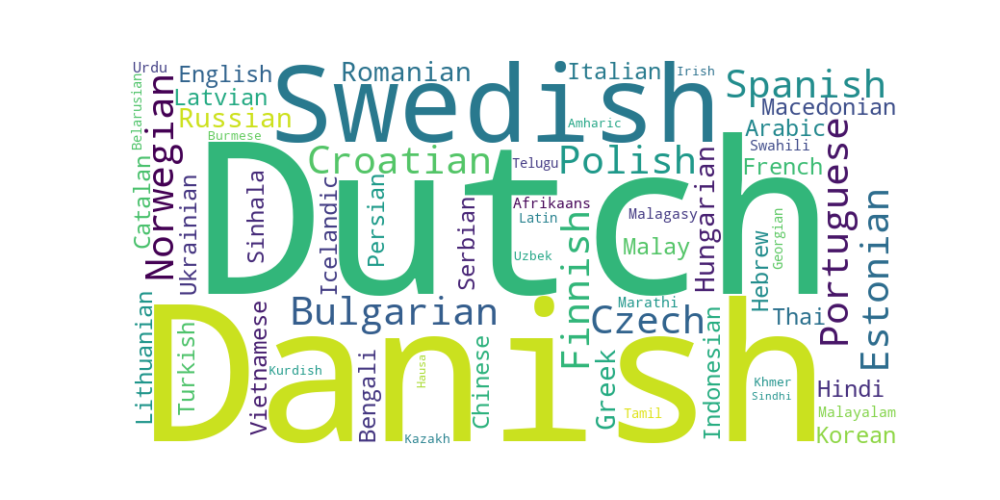 Urdu
English
Romanian
Italian
Irish
Spanish
Swedish
Latvian
Macedonian
Russian
Belarusian
Norwegian
Amharic
Arabic
Burmese
Swahili
Croatian
Telugu
Polish
French
Catalan
Dutch
Ukrainian
Sinhala
Icelandic
Persian
Serbian
Afrikaans
Latin
Malagasy
Hungarian
Portuguese
Estonian
Finnish
Malay
Hebrew
Georgian
Uzbek
Lithuanian
Bulgarian
Marathi
Czech
Thai
Danish
Turkish
Vietnamese
Kurdish
Bengali
Hausa
Chinese
Greek
Indonesian
Khmer
Sindhi
Hindi
Tamil
Malayalam
Kazakh
Korean